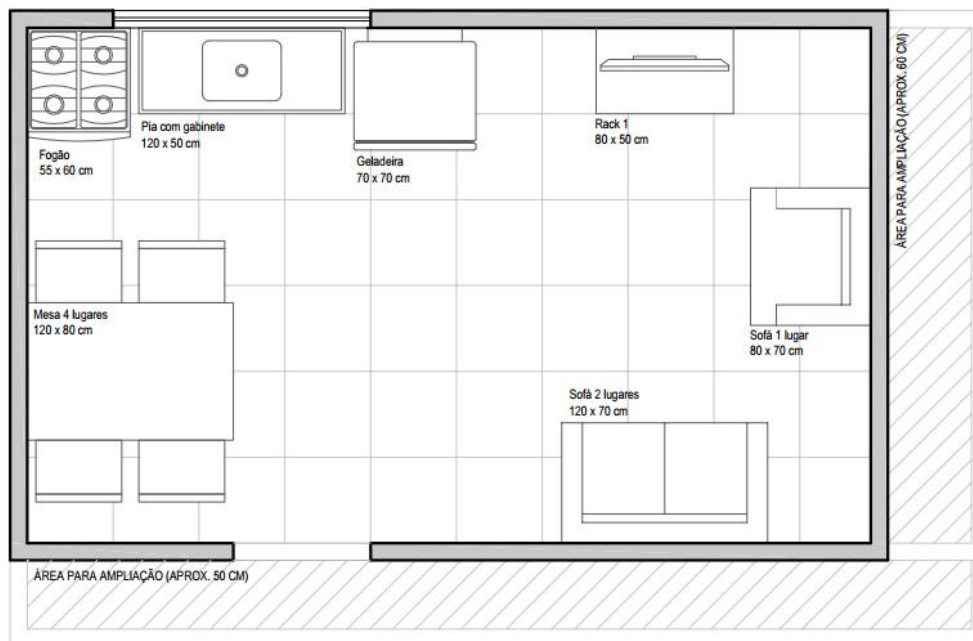 Fogão
55 x 60 cm
Pia com gabinete
120 x 50 cm
Geladeira
70 x 70 cm
Rack 1
80 x 50 cm
ÁREA PARA AMPLIAÇÃO (APROX. 60 CM)
Mesa 4 lugares
120 x 80 cm
Sofá 1 lugar
80 x 70 cm
Sofá 2 lugares
120 x 70 cm
ÁREA PARA AMPLIAÇÃO (APROX. 50 CM)